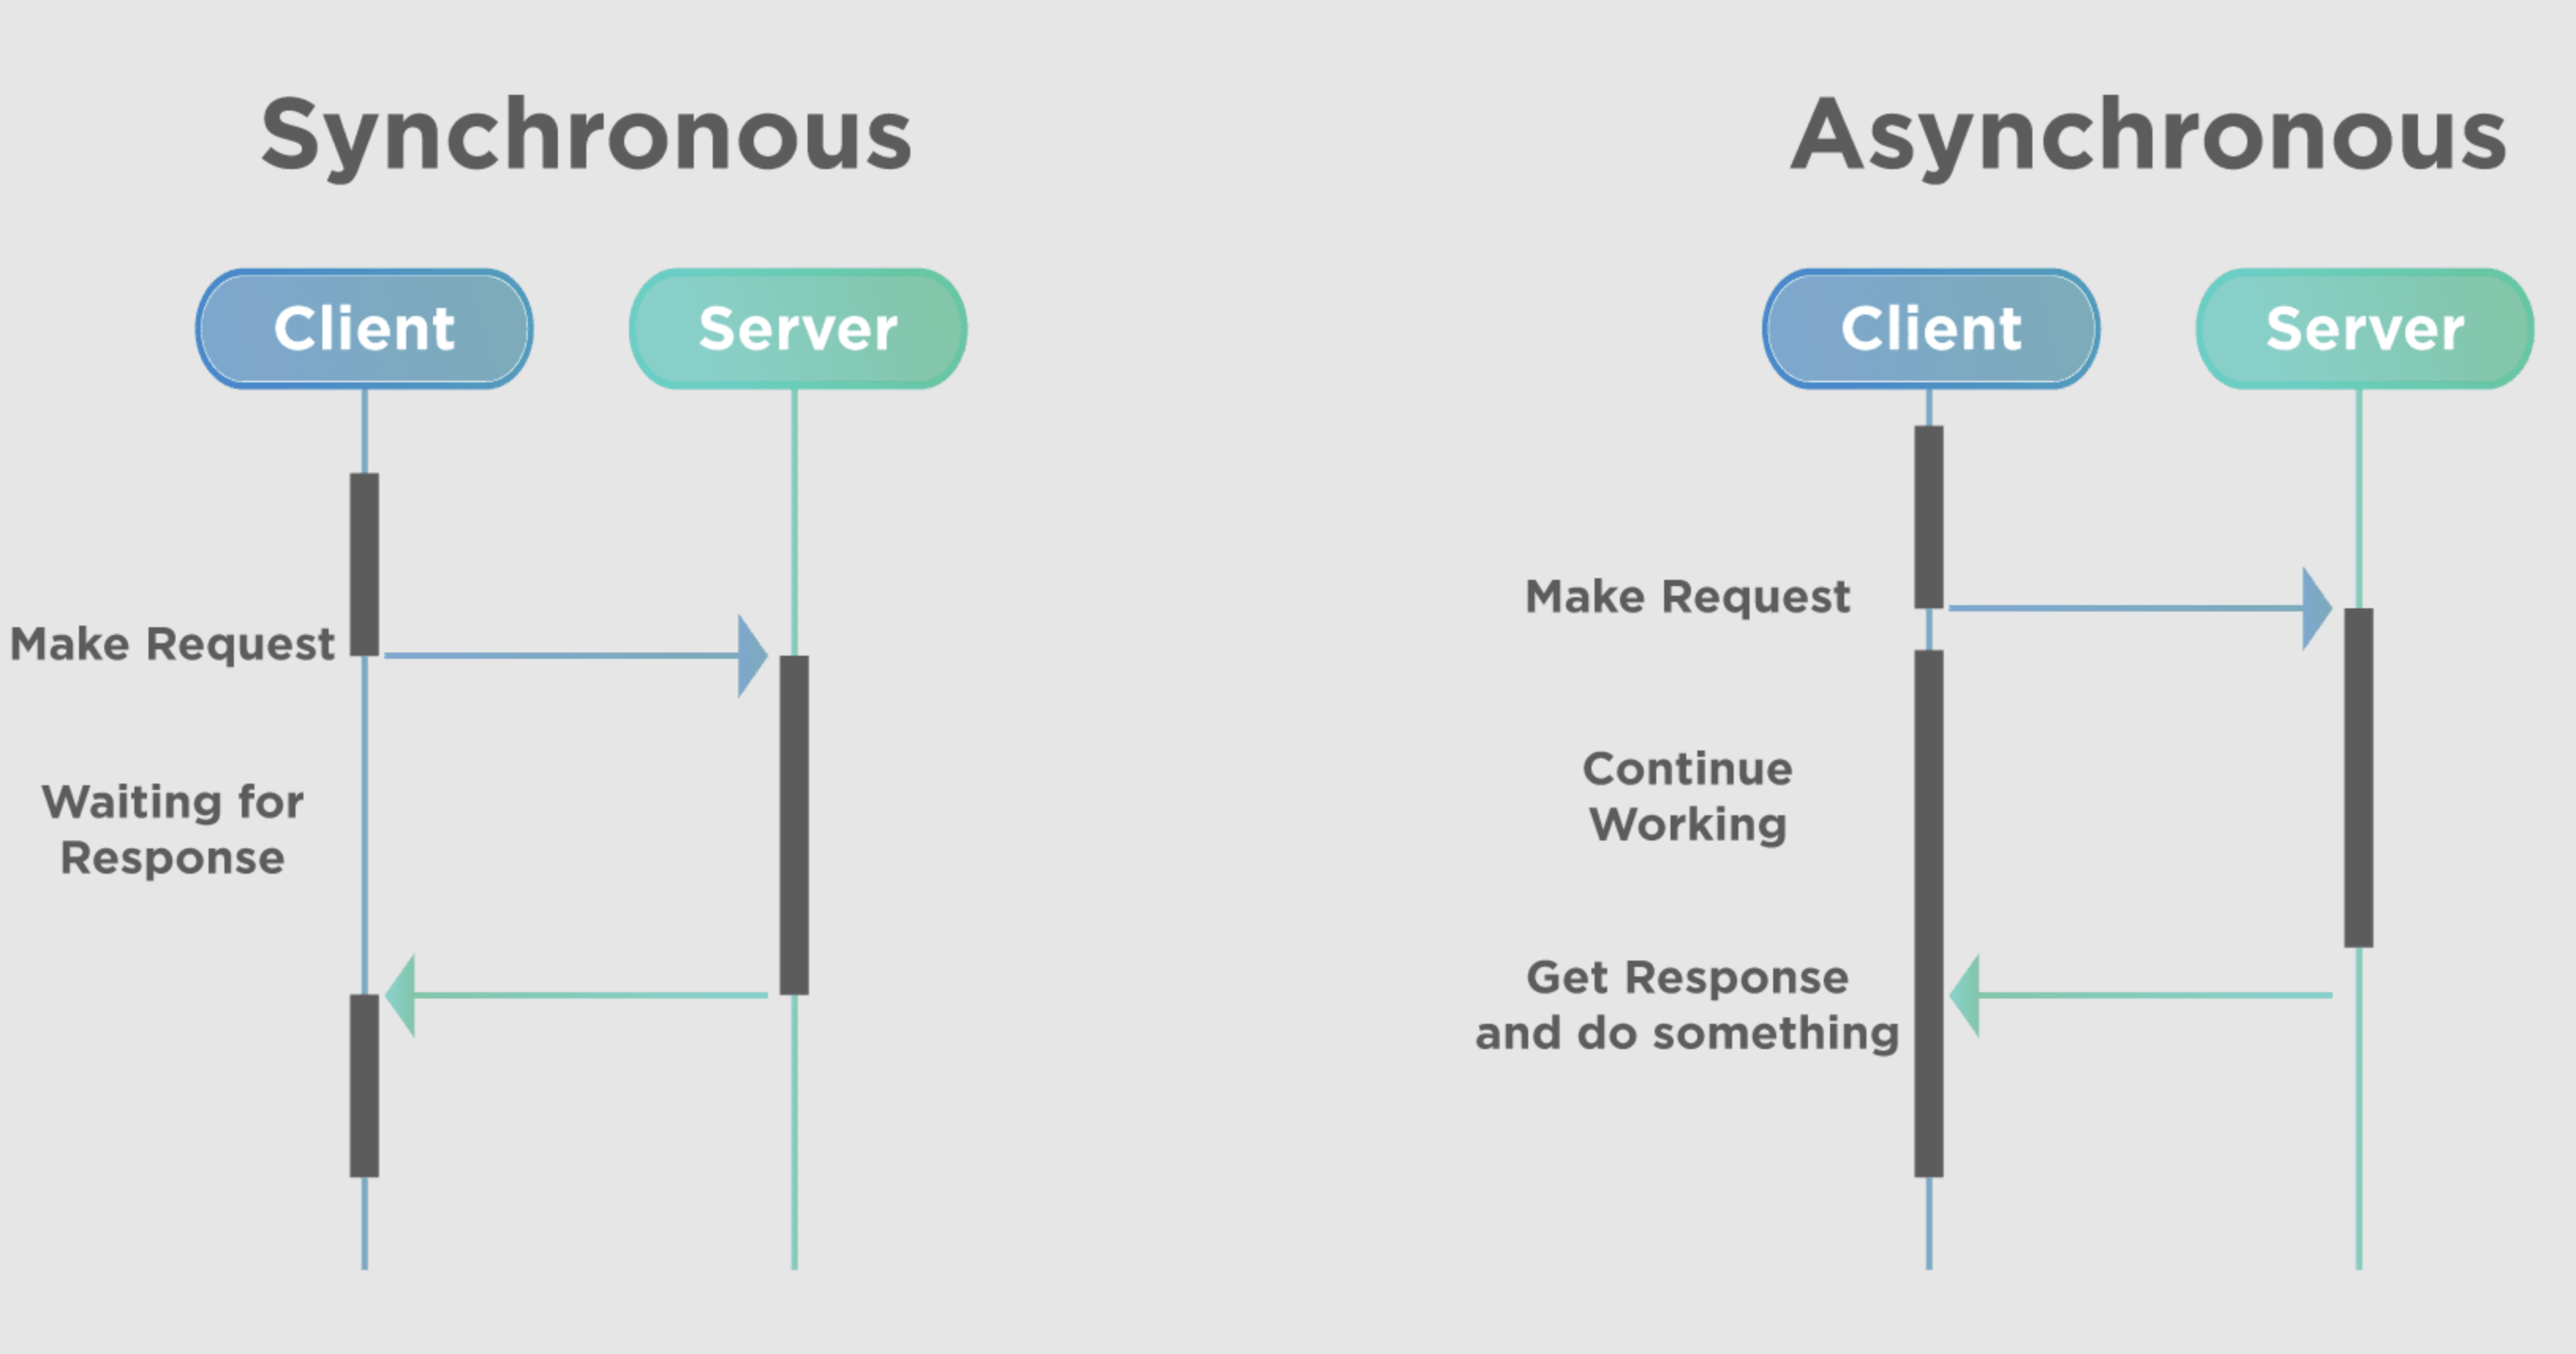 Synchronous
Client
Server
Make Request
Waiting for
Response
Asynchronous
Client
Server
Make Request
Continue
Working
Get Response
and do something